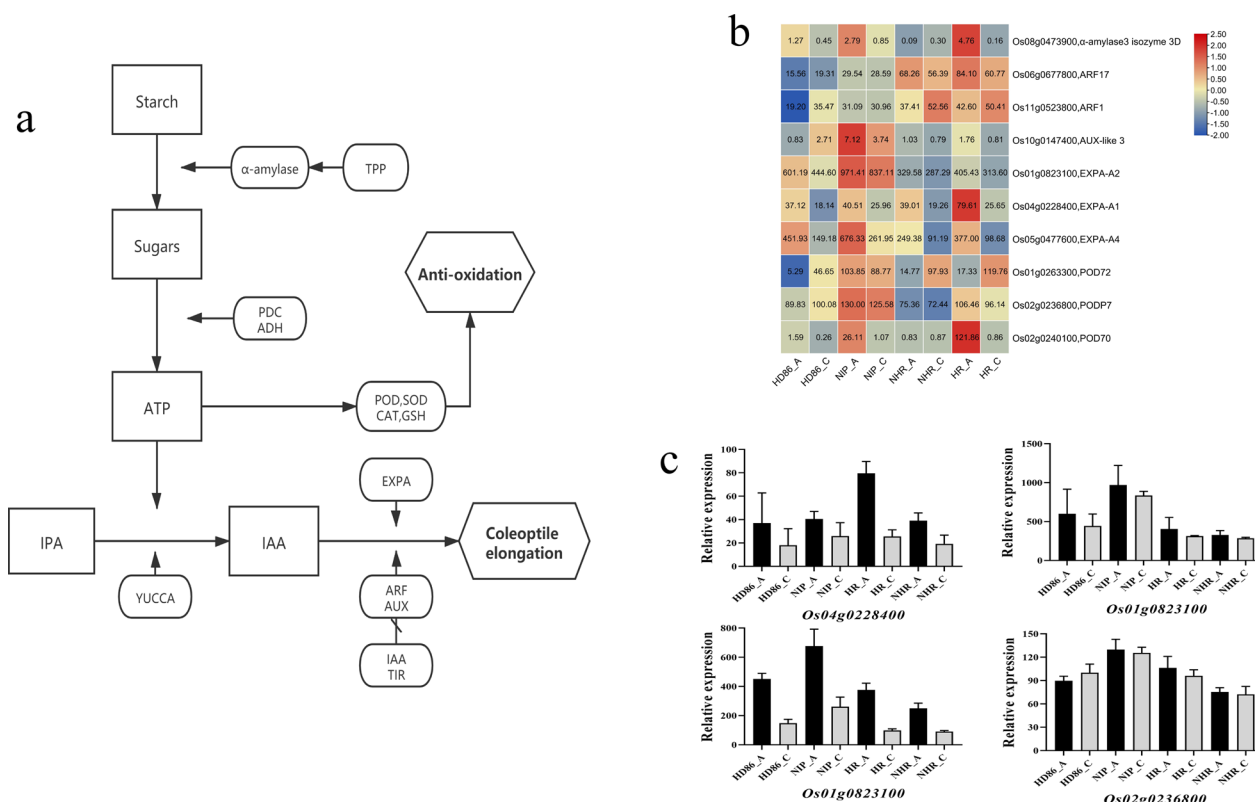 a
Starch
α-amylase
TPP
Sugars
PDC
ADH
Anti-oxidation
ATP
POD,SOD
CAT,GSH
EXPA
IPA
IAA
Coleoptile
elongation
YUCCA
ARF
AUX
IAA
TIR
b
1.27 0.45 2.79 0.85 0.09 0.30 4.76 0.16 Os08g0473900,α-amylase3 isozyme 3D
15.56 19.31 29.54 28.59 68.26 56.39 84.10 60.77 Os06g0677800,ARF17
19.20 35.47 31.09 30.96 37.41 52.56 42.60 50.41 Os11g0523800,ARF1
0.83 2.71 7.12 3.74 1.03 0.79 1.76 0.81 Os10g0147400,AUX-like 3
601.19 444.60 971.41 837.11 329.58 287.29 405.43 313.60 Os01g0823100,EXPA-A2
37.12 18.14 40.51 25.96 39.01 19.26 79.61 25.65 Os04g0228400,EXPA-A1
451.93 149.18 676.33 261.95 249.38 91.19 377.00 98.68 Os05g0477600,EXPA-A4
5.29 46.65 103.85 88.77 14.77 97.93 17.33 119.76 Os01g0263300,POD72
89.83 100.08 130.00 125.58 75.36 72.44 106.46 96.14 Os02g0236800,PODP7
1.59 0.26 26.11 1.07 0.83 0.87 121.86 0.86 Os02g0240100,POD70
HD86_A HD86_C NIP_A NIP_C NHR_A NHR_C HR_A HR_C
2.50
2.00
1.50
1.00
0.50
0.00
-0.50
-1.00
-1.50
-2.00
c
Relative expression
100
80
60
40
20
0
HD86_A HD86_C NIP_A NIP_C HR_A HR_C NHR_A NHR_C
Os04g0228400
Relative expression
1500
1000
500
0
HD86_A HD86_C NIP_A NIP_C HR_A HR_C NHR_A NHR_C
Os01g0823100
Relative expression
800
600
400
200
0
HD86_A HD86_C NIP_A NIP_C HR_A HR_C NHR_A NHR_C
Os01g0823100
Relative expression
150
120
90
60
30
0
HD86_A HD86_C NIP_A NIP_C HR_A HR_C NHR_A NHR_C
Os02g0236800